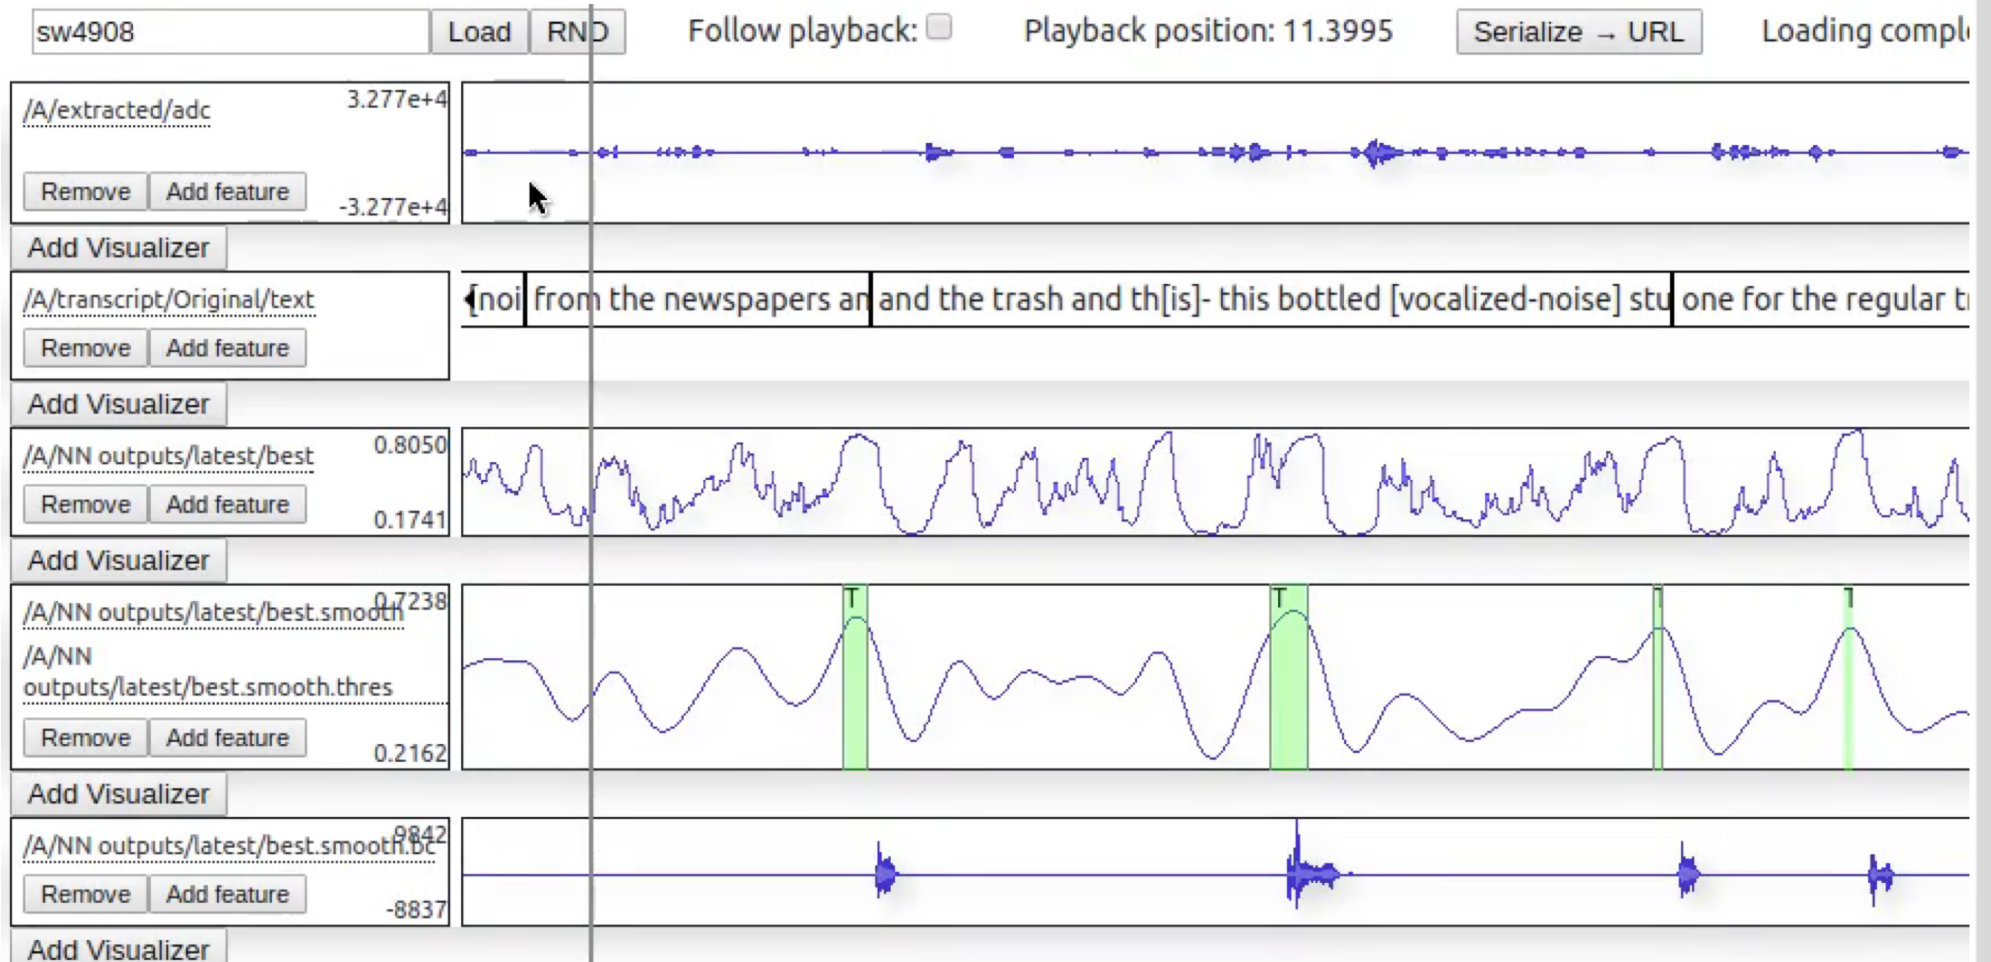 sw4908 Load RND Follow playback: Playback position: 11.3995 Serialize → URL Loading
/A/extracted/adc 3.277e+4
Remove Add feature -3.277e+4
Add Visualizer
/A/transcript/Original/text
[noi from the newspapers an and the trash and th[is]- this bottled [vocalized-noise] stu one for the regular
Remove Add feature
Add Visualizer
/A/NN outputs/latest/best 0.8050
Remove Add feature 0.1741
Add Visualizer
/A/NN outputs/latest/best.smooth 0.7238
T T
/A/NN
outputs/latest/best.smooth.thres
Remove Add feature 0.2162
Add Visualizer
/A/NN outputs/latest/best.smooth.bc 9842
Remove Add feature -8837
Add Visualizer